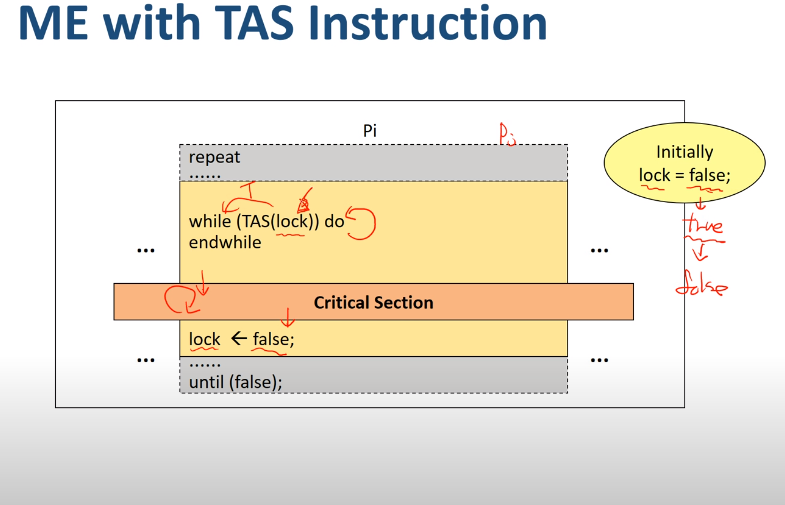 ME with TAS Instruction
Pi
Pj
repeat
......
Initially
lock = false;
T
while (TAS(lock)) do
endwhile
true
false
...
...
Critical Section
lock ← false;
...
...
......
until (false);